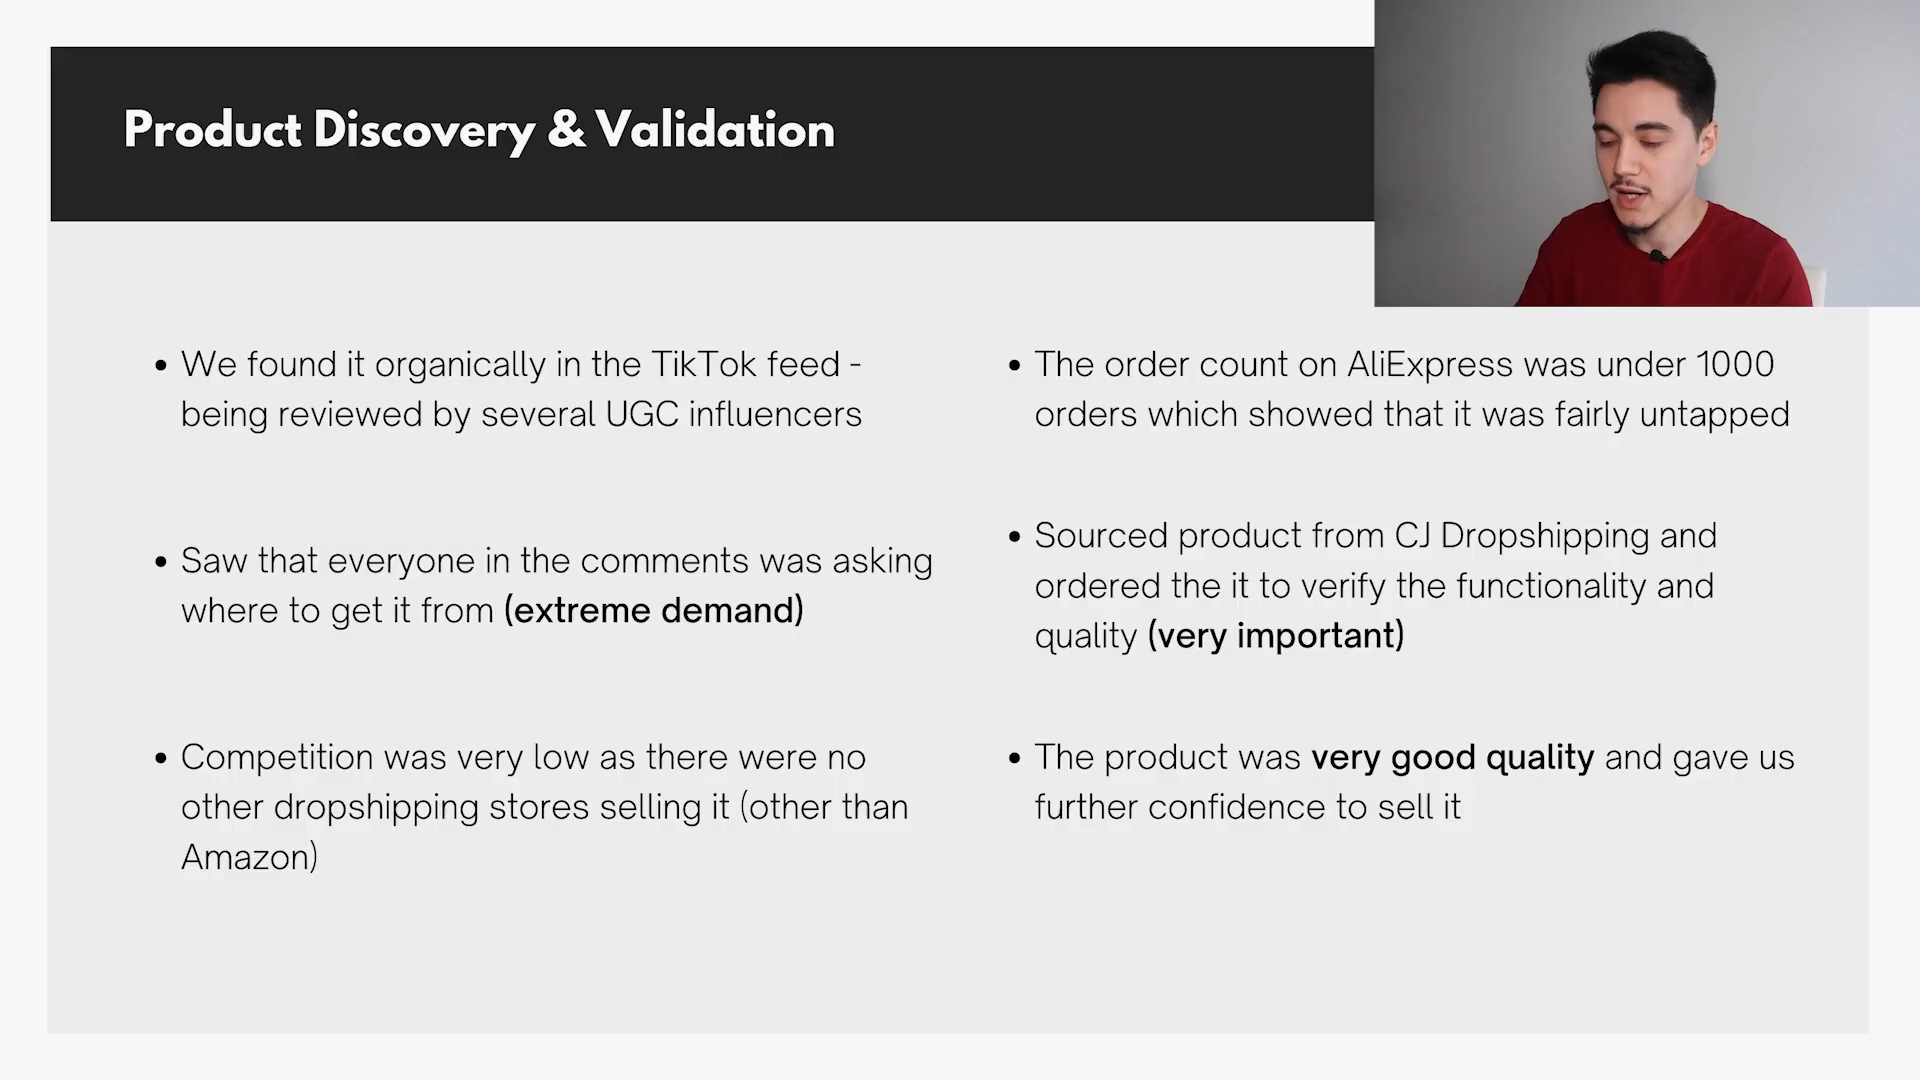 Product Discovery & Validation
• We found it organically in the TikTok feed -
being reviewed by several UGC influencers
• Saw that everyone in the comments was asking
where to get it from (extreme demand)
• Competition was very low as there were no
other dropshipping stores selling it (other than
Amazon)
• The order count on AliExpress was under 1000
orders which showed that it was fairly untapped
• Sourced product from CJ Dropshipping and
ordered the it to verify the functionality and
quality (very important)
• The product was very good quality and gave us
further confidence to sell it